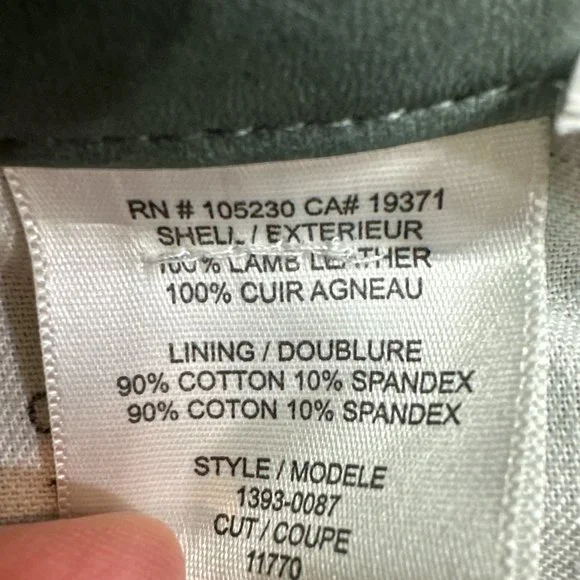 RN # 105230 CA# 19371
SHELL / EXTERIEUR
100% LAMB LEATHER
100% CUIR AGNEAU
LINING / DOUBLURE
90% COTTON 10% SPANDEX
90% COTON 10% SPANDEX
STYLE / MODELE
1393-0087
CUT / COUPE
11770